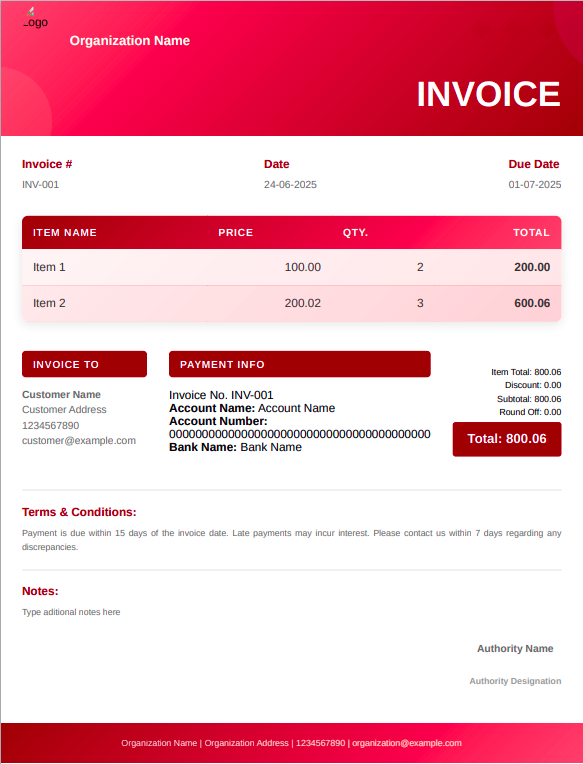 Logo
Organization Name
INVOICE
Invoice # Date Due Date
INV-001 24-06-2025 01-07-2025
ITEM NAME PRICE QTY. TOTAL
Item 1 100.00 2 200.00
Item 2 200.02 3 600.06
INVOICE TO
Customer Name
Customer Address
1234567890
customer@example.com
PAYMENT INFO
Invoice No. INV-001
Account Name: Account Name
Account Number:
0000000000000000000000000000000000000000
Bank Name: Bank Name
Item Total: 800.06
Discount: 0.00
Subtotal: 800.06
Round Off: 0.00
Total: 800.06
Terms & Conditions:
Payment is due within 15 days of the invoice date. Late payments may incur interest. Please contact us within 7 days regarding any
discrepancies.
Notes:
Type aditional notes here
Authority Name
Authority Designation
Organization Name | Organization Address | 1234567890 | organization@example.com